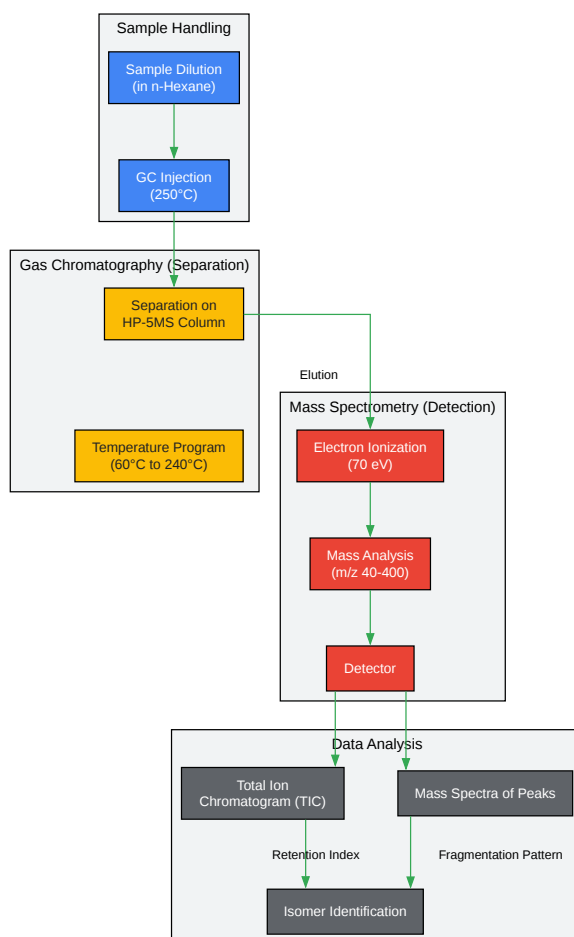 Sample Handling
Sample Dilution
(in n-Hexane)
GC Injection
(250°C)
Gas Chromatography (Separation)
Separation on
HP-5MS Column
Elution
Temperature Program
(60°C to 240°C)
Mass Spectrometry (Detection)
Electron Ionization
(70 eV)
Mass Analysis
(m/z 40-400)
Detector
Data Analysis
Total Ion
Chromatogram (TIC)
Mass Spectra of Peaks
Retention Index
Fragmentation Pattern
Isomer Identification